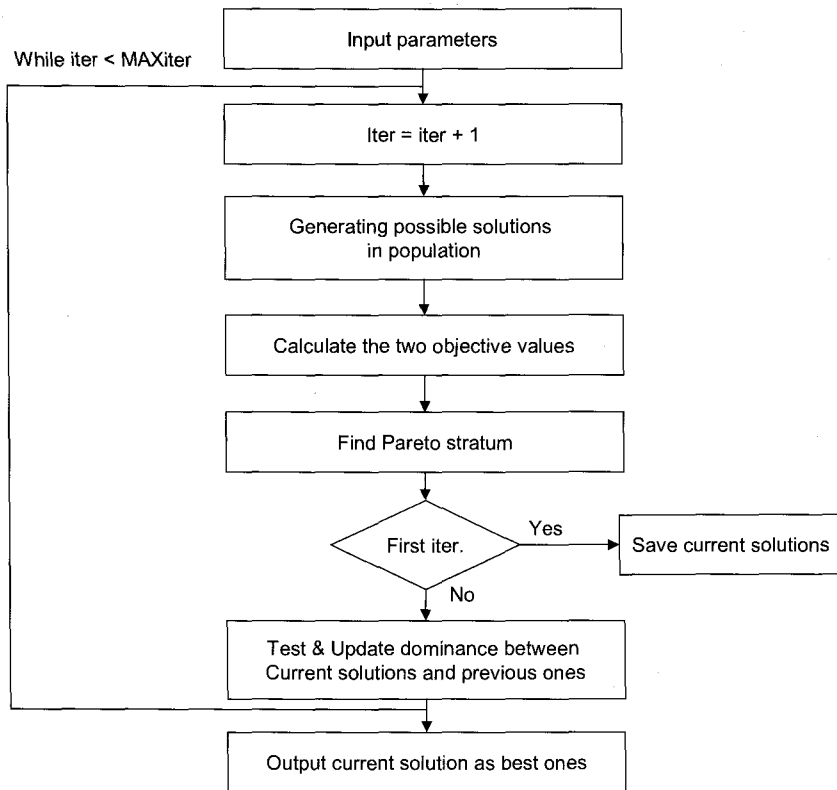 Input parameters
While iter < MAXiter
Iter = iter + 1
Generating possible solutions
in population
Calculate the two objective values
Find Pareto stratum
First iter.
Yes
Save current solutions
No
Test & Update dominance between
Current solutions and previous ones
Output current solution as best ones